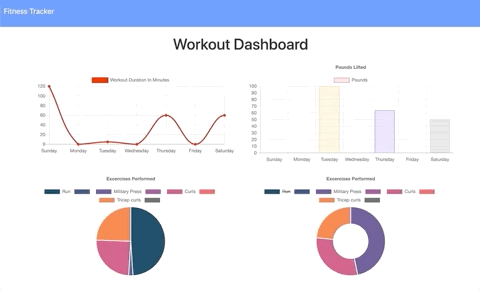 Fitness Tracker
Workout Dashboard
Workout Duration In Minutes
120
100
80
60
40
20
0
Sunday Monday Tuesday Wednesday Thursday Friday Saturday
Pounds Lifted
Pounds
100
90
80
70
60
50
40
30
20
10
0
Sunday Monday Tuesday Wednesday Thursday Friday Saturday
Excercises Performed
Run Military Press Curls
Tricep curls
Excercises Performed
Run Military Press Curls
Tricep curls